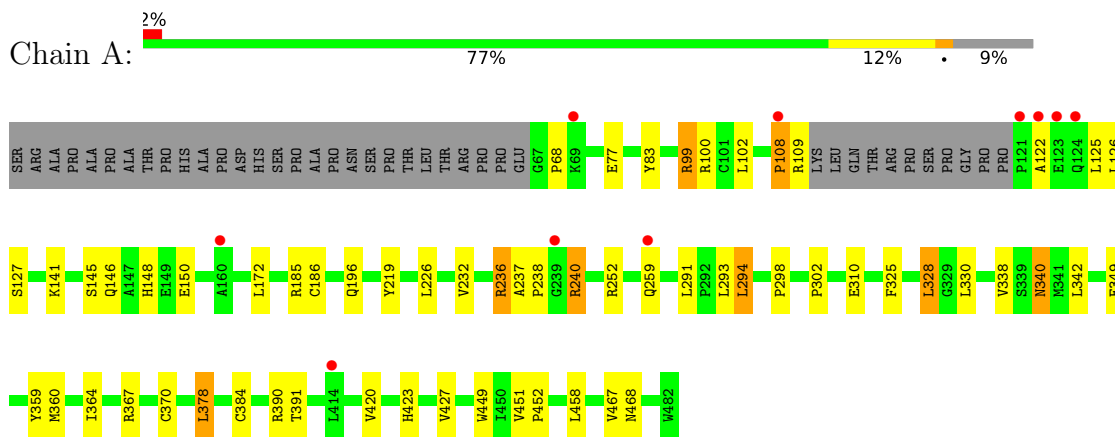 2%
Chain A:
77% 12% • 9%
SER ARG ALA PRO ALA PRO ALA THR PRO HIS ALA PRO ASP HIS SER PRO ALA PRO ASN SER PRO THR LEU THR ARG PRO PRO GLU G67 P68 K69 E77 Y83 R99 R100 C101 L102 P108 R109 LYS LEU GLN THR ARG PRO SER PRO GLY PRO PRO P121 A122 E123 Q124 L125 L126
S127 K141 S145 Q146 A147 H148 E149 E150 A160 L172 R185 C186 Q196 Y219 L226 V232 R236 A237 P238 G239 R240 R252 Q259 L291 P292 L293 L294 P298 P302 E310 F325 L328 G329 L330 V338 S339 N340 M341 L342
Y359 M360 I364 R367 C370 L378 C384 R390 T391 L414 V420 H423 V427 W449 I450 V451 P452 L458 V467 N468 W482